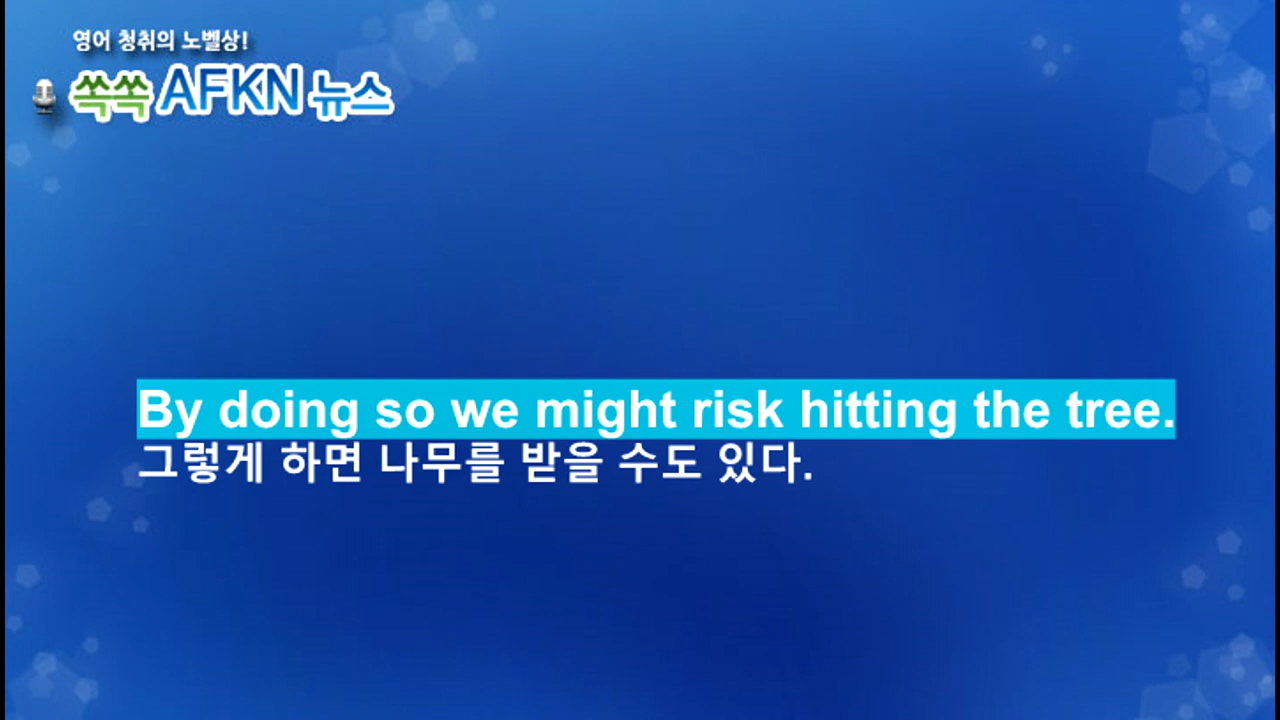 영어 청취의 노벨상!
쏙쏙 AFKN 뉴스
By doing so we might risk hitting the tree.
그렇게 하면 나무를 받을 수도 있다.